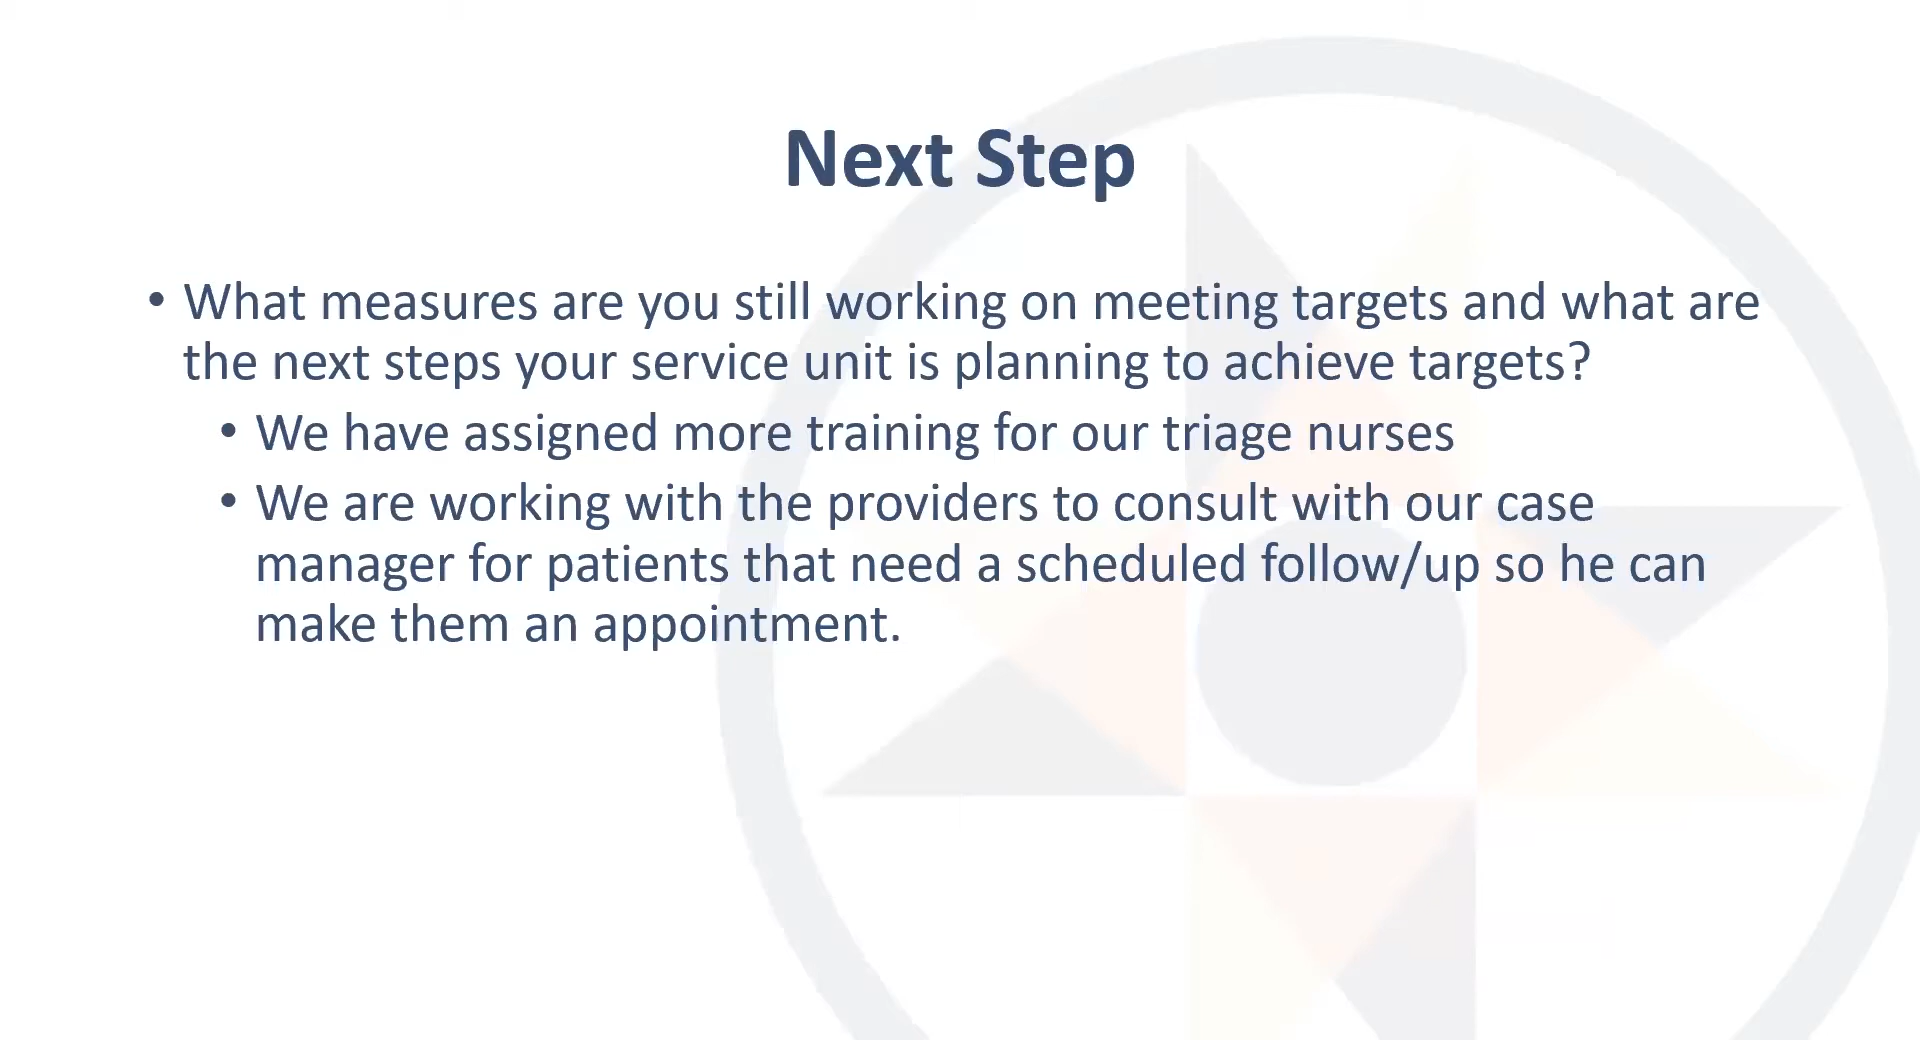 Next Step
• What measures are you still working on meeting targets and what are
the next steps your service unit is planning to achieve targets?
• We have assigned more training for our triage nurses
• We are working with the providers to consult with our case
manager for patients that need a scheduled follow/up so he can
make them an appointment.